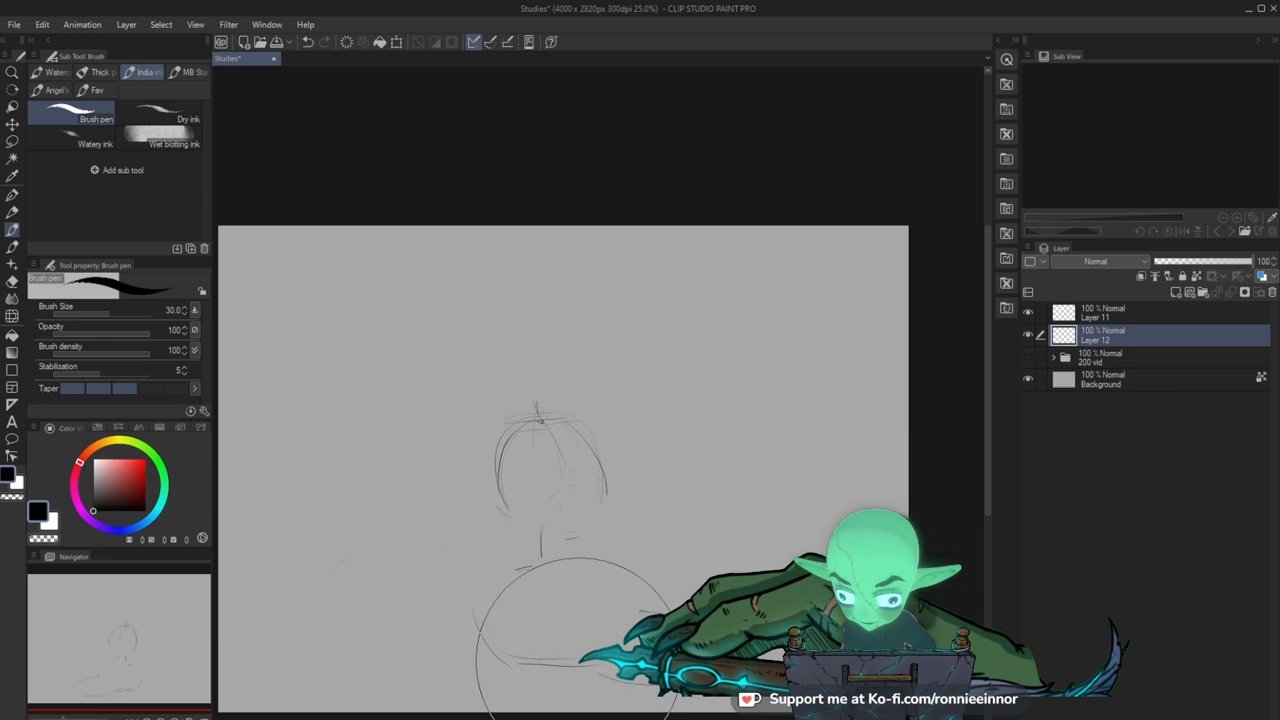 Studies* (4000 x 2820px 300dpi 25.0%) - CLIP STUDIO PAINT PRO
File Edit Animation Layer Select View Filter Window Help
Sub Tool: Brush
Studies*
Sub View
Thick p India in MB Sta
Angel's Fav
Brush pen Dry ink
Watery ink Wet blotting ink
Add sub tool
Tool property: Brush pen
Brush pen
Brush Size 30.0
Opacity 100
Brush density 100
Stabilization 5
Taper
Layer
Normal 100
100 % Normal
Layer 11
100 % Normal
Layer 12
100 % Normal
200 vid
100 % Normal
Background
Navigator
Support me at Ko-fi.com/ronnieeinnor